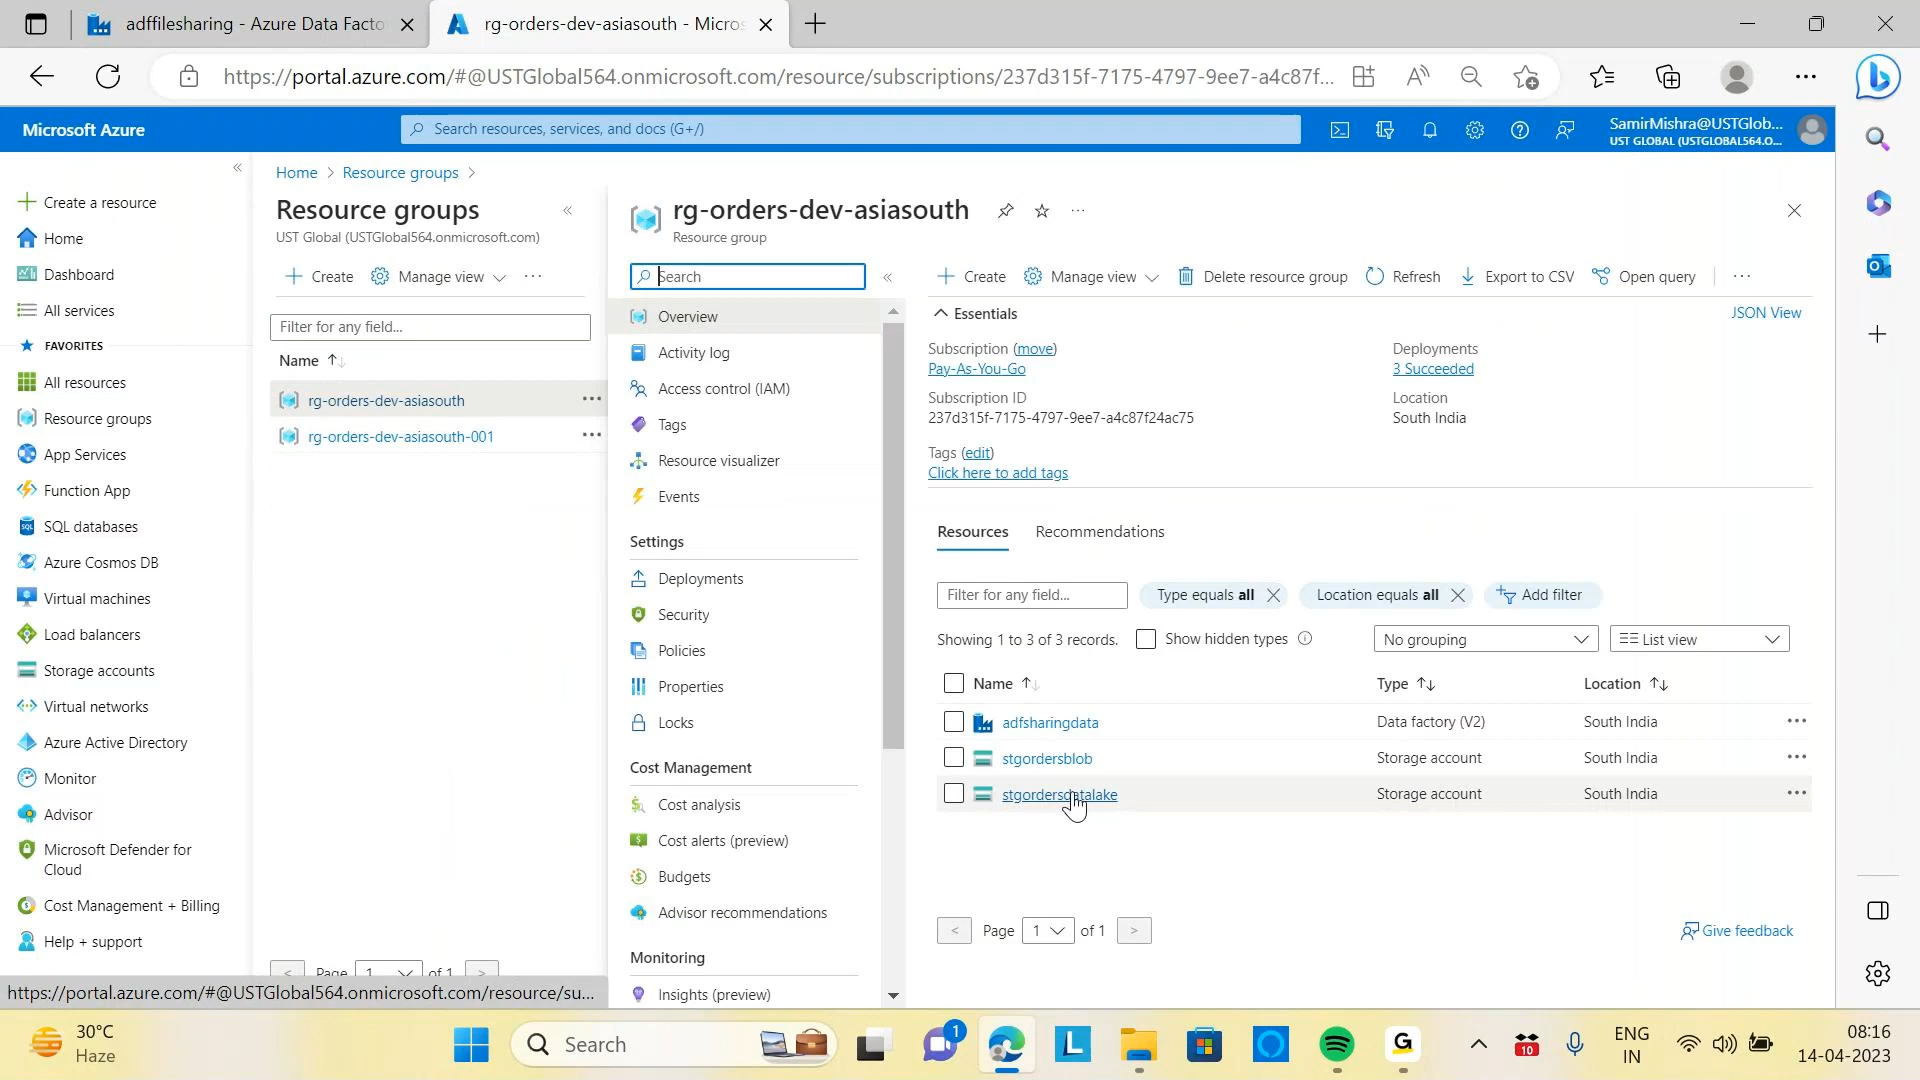 adffilesharing - Azure Data Facto
rg-orders-dev-asiasouth - Micros
https://portal.azure.com/#@USTGlobal564.onmicrosoft.com/resource/subscriptions/237d315f-7175-4797-9ee7-a4c87f...
Microsoft Azure
Search resources, services, and docs (G+/)
SamirMishra@USTGlob...
UST GLOBAL (USTGLOBAL564.O...
Create a resource
Home
Dashboard
All services
FAVORITES
All resources
Resource groups
App Services
Function App
SQL databases
Azure Cosmos DB
Virtual machines
Load balancers
Storage accounts
Virtual networks
Azure Active Directory
Monitor
Advisor
Microsoft Defender for
Cloud
Cost Management + Billing
Help + support
Home > Resource groups >
Resource groups
UST Global (USTGlobal564.onmicrosoft.com)
Create Manage view ...
Filter for any field...
Name
rg-orders-dev-asiasouth ...
rg-orders-dev-asiasouth-001 ...
< Page 1 of 1 >
https://portal.azure.com/#@USTGlobal564.onmicrosoft.com/resource/su...
rg-orders-dev-asiasouth
Resource group
Search
Overview
Activity log
Access control (IAM)
Tags
Resource visualizer
Events
Settings
Deployments
Security
Policies
Properties
Locks
Cost Management
Cost analysis
Cost alerts (preview)
Budgets
Advisor recommendations
Monitoring
Insights (preview)
Create Manage view Delete resource group Refresh Export to CSV Open query ...
Essentials
JSON View
Subscription (move)
Pay-As-You-Go
Deployments
3 Succeeded
Subscription ID
237d315f-7175-4797-9ee7-a4c87f24ac75
Location
South India
Tags (edit)
Click here to add tags
Resources Recommendations
Filter for any field... Type equals all Location equals all Add filter
Showing 1 to 3 of 3 records. Show hidden types No grouping List view
Name Type Location
adfsharingdata Data factory (V2) South India ...
stgordersblob Storage account South India ...
stgordersdatalake Storage account South India ...
< Page 1 of 1 >
Give feedback
30°C
Haze
Search
1
L
G
10
ENG
IN
08:16
14-04-2023